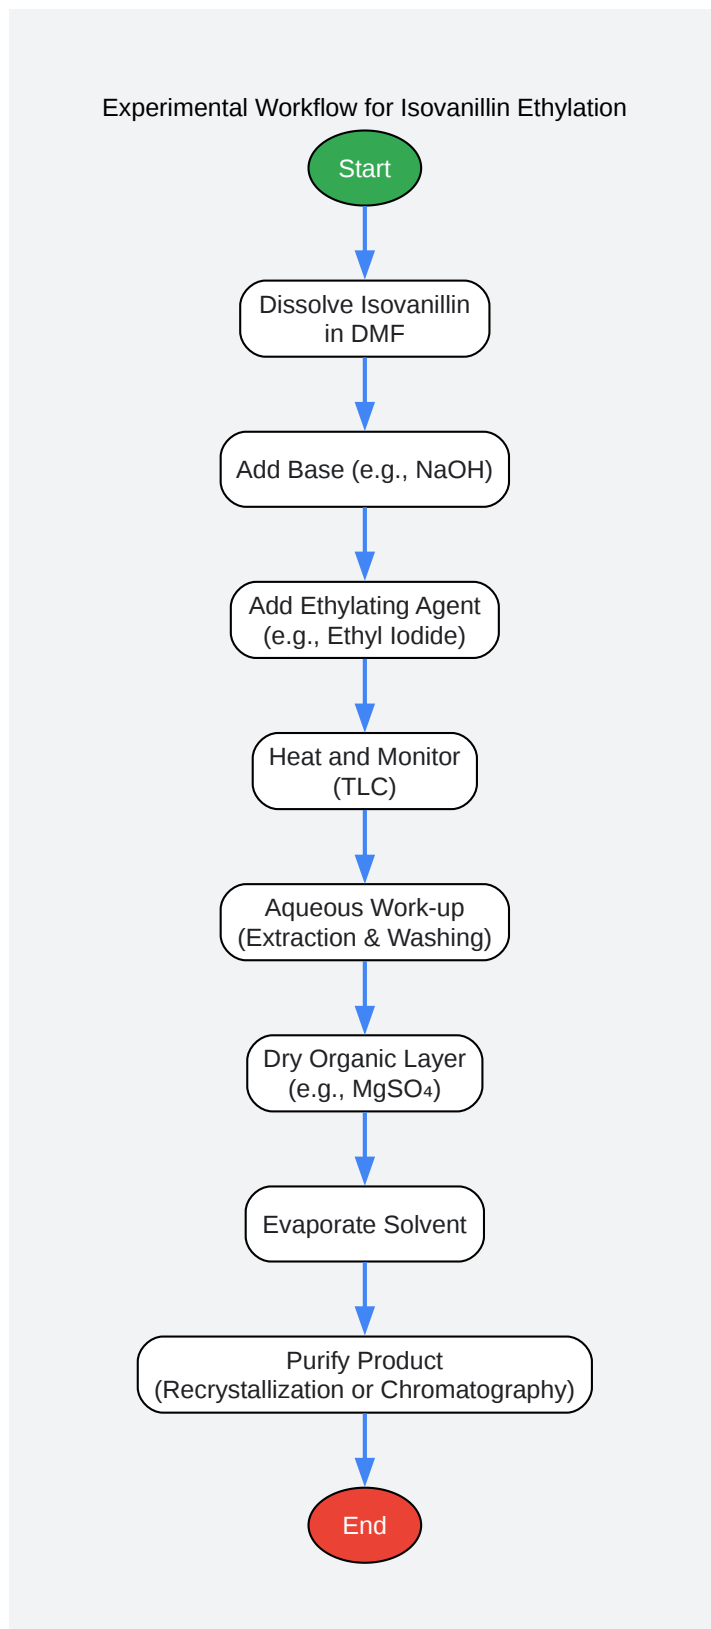 Experimental Workflow for Isovanillin Ethylation
Start
Dissolve Isovanillin
in DMF
Add Base (e.g., NaOH)
Add Ethylating Agent
(e.g., Ethyl Iodide)
Heat and Monitor
(TLC)
Aqueous Work-up
(Extraction & Washing)
Dry Organic Layer
(e.g., MgSO₄)
Evaporate Solvent
Purify Product
(Recrystallization or Chromatography)
End